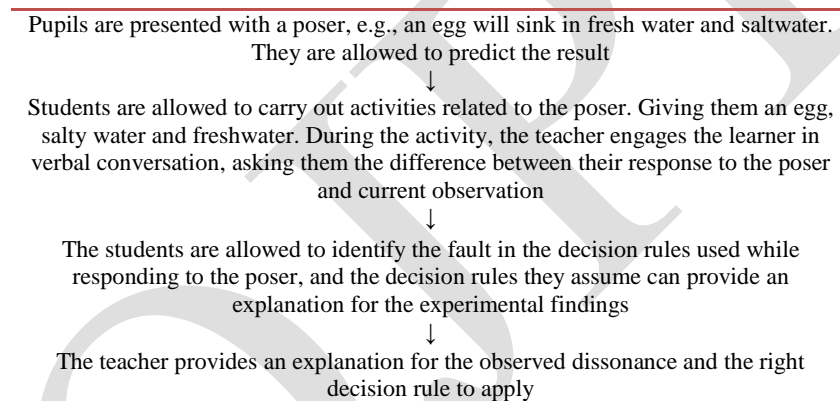 Pupils are presented with a poser, e.g., an egg will sink in fresh water and saltwater.
They are allowed to predict the result
↓
Students are allowed to carry out activities related to the poser. Giving them an egg,
salty water and freshwater. During the activity, the teacher engages the learner in
verbal conversation, asking them the difference between their response to the poser
and current observation
↓
The students are allowed to identify the fault in the decision rules used while
responding to the poser, and the decision rules they assume can provide an
explanation for the experimental findings
↓
The teacher provides an explanation for the observed dissonance and the right
decision rule to apply